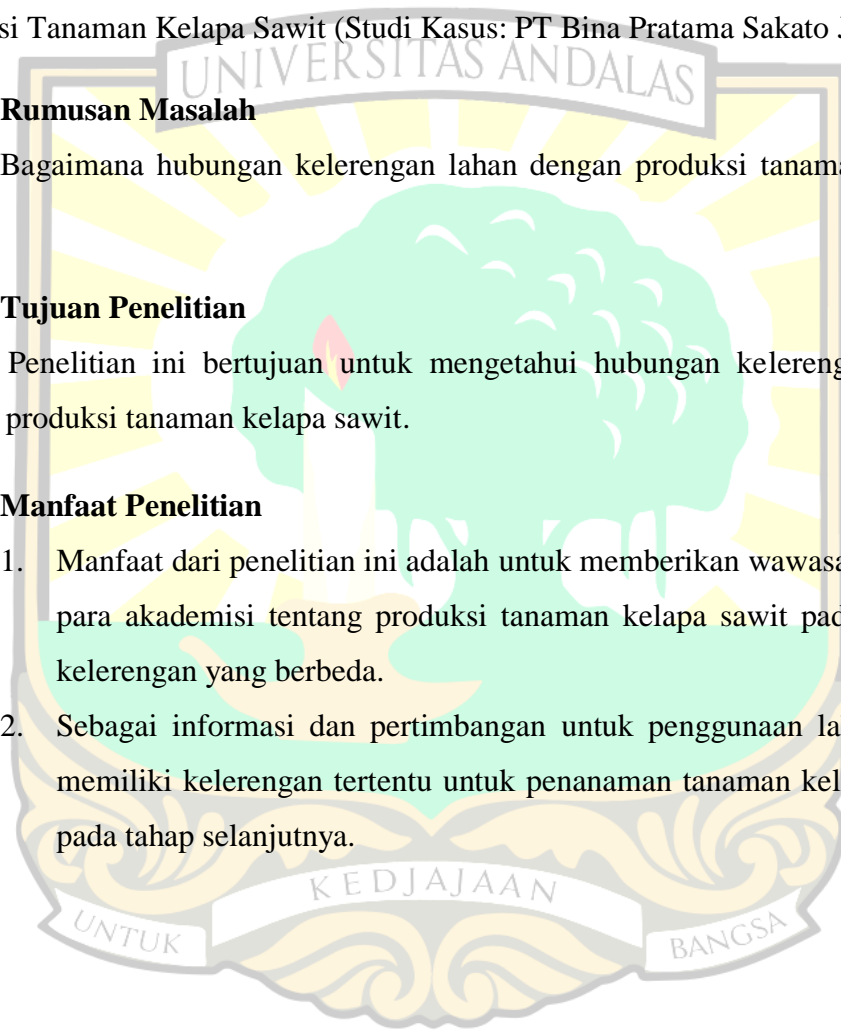 si Tanaman Kelapa Sawit (Studi Kasus: PT Bina Pratama Sakato J
UNIVERSITAS ANDALAS
Rumusan Masalah
Bagaimana hubungan kelerengan lahan dengan produksi tanama
Tujuan Penelitian
Penelitian ini bertujuan untuk mengetahui hubungan kelereng
produksi tanaman kelapa sawit.
Manfaat Penelitian
1. Manfaat dari penelitian ini adalah untuk memberikan wawasa
para akademisi tentang produksi tanaman kelapa sawit pad
kelerengan yang berbeda.
2. Sebagai informasi dan pertimbangan untuk penggunaan la
memiliki kelerengan tertentu untuk penanaman tanaman kel
pada tahap selanjutnya.
UNTUK KEDJAJAAN BANGSA